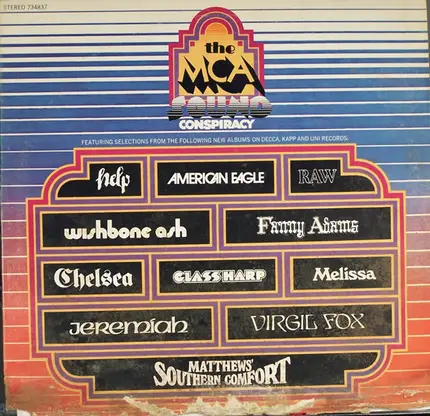 STEREO 734837
the
MCA
SOUND
CONSPIRACY
FEATURING SELECTIONS FROM THE FOLLOWING NEW ALBUMS ON DECCA, KAPP AND UNI RECORDS.
help
AMERICAN EAGLE
RAW
wishbone ash
Fanny Adams
Chelsea
GLASS HARP
Melissa
JEREMIAH
VIRGIL FOX
MATTHEWS'
SOUTHERN COMFORT